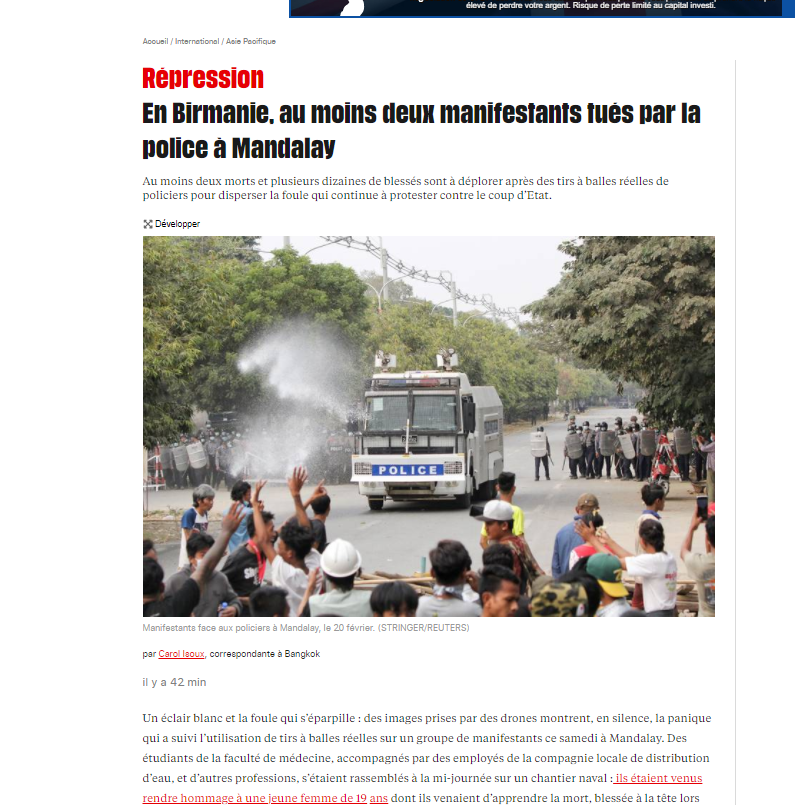 élevé de perdre votre argent. Risque de perte limité au capital investi.
Accueil / International / Asie Pacifique
Répression
En Birmanie, au moins deux manifestants tués par la
police à Mandalay
Au moins deux morts et plusieurs dizaines de blessés sont à déplorer après des tirs à balles réelles de
policiers pour disperser la foule qui continue à protester contre le coup d’Etat.
Développer
POLICE
Manifestants face aux policiers à Mandalay, le 20 février. (STRINGER/REUTERS)
par Carol Isoux, correspondante à Bangkok
il y a 42 min
Un éclair blanc et la foule qui s’éparpille : des images prises par des drones montrent, en silence, la panique
qui a suivi l’utilisation de tirs à balles réelles sur un groupe de manifestants ce samedi à Mandalay. Des
étudiants de la faculté de médecine, accompagnés par des employés de la compagnie locale de distribution
d’eau, et d’autres professions, s’étaient rassemblés à la mi-journée sur un chantier naval : ils étaient venus
rendre hommage à une jeune femme de 19 ans dont ils venaient d’apprendre la mort, blessée à la tête lors